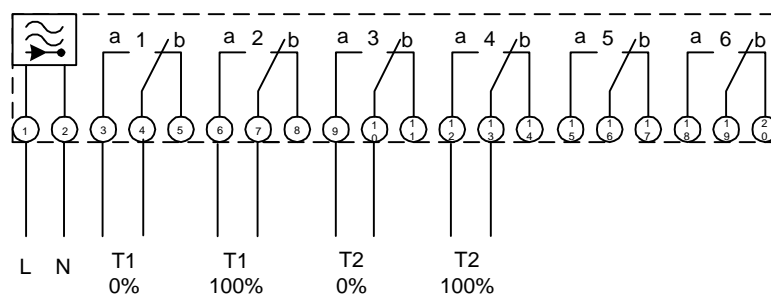 a 1 b a 2 b a 3 b a 4 b a 5 b a 6 b
1 2 3 4 5 6 7 8 9 10 11 12 13 14 15 16 17 18 19 20
L N T1 T1 T2 T2
0% 100% 0% 100%